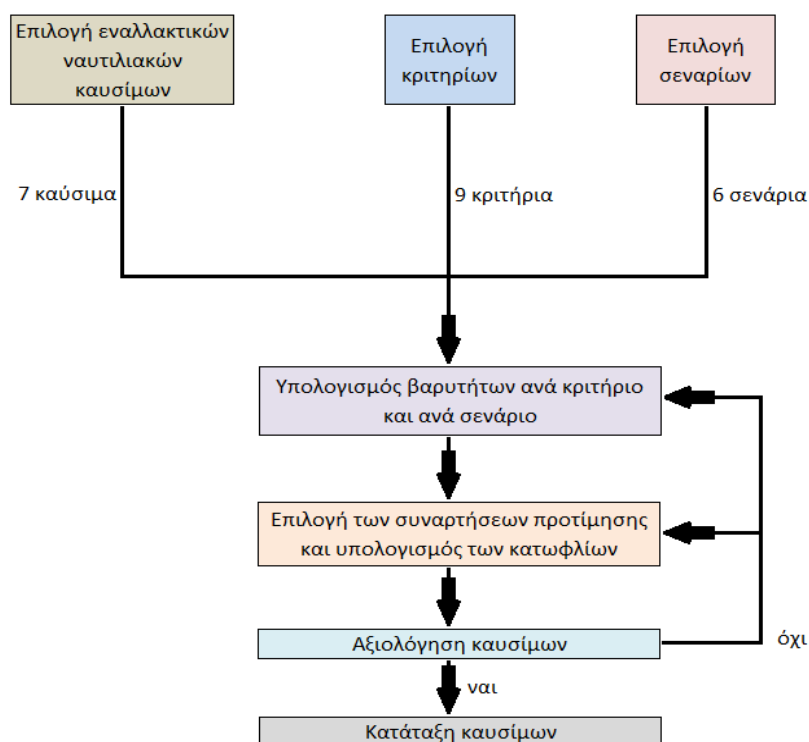 Επιλογή εναλλακτικών
ναυτιλιακών
καυσίμων
Επιλογή
κριτηρίων
Επιλογή
σεναρίων
7 καύσιμα
9 κριτήρια
6 σενάρια
Υπολογισμός βαρυτήτων ανά κριτήριο
και ανά σενάριο
Επιλογή των συναρτήσεων προτίμησης
και υπολογισμός των κατωφλίων
Αξιολόγηση καυσίμων
όχι
ναι
Κατάταξη καυσίμων